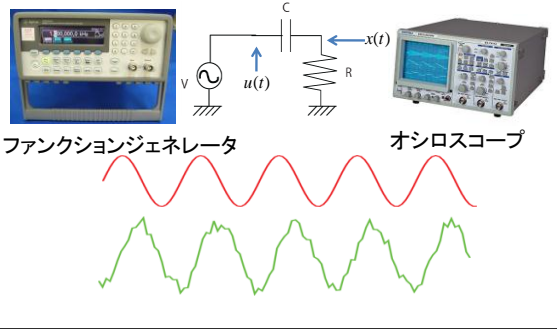 C
x(t)
V
u(t)
R
ファンクションジェネレータ
オシロスコープ